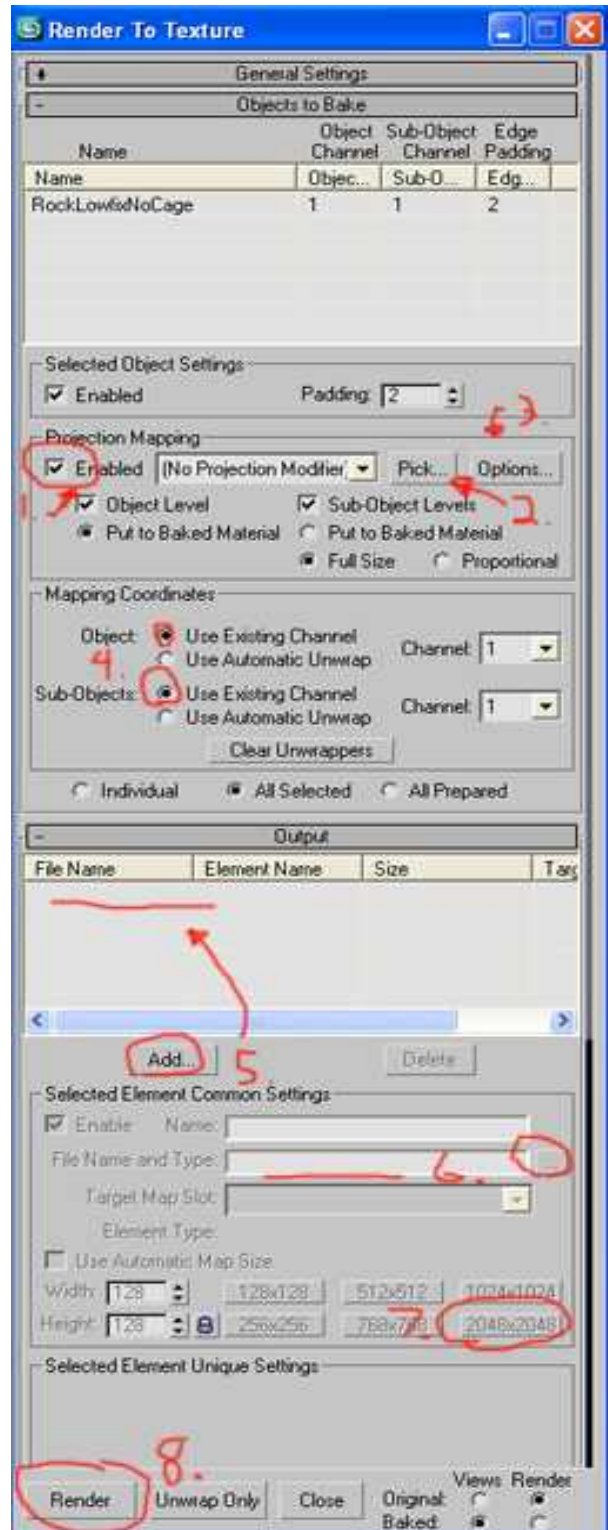 Render To Texture
+ General Settings
- Objects to Bake
Object Sub-Object Edge
Name Channel Channel Padding
Name Objec... Sub-O... Edg...
RockLowfixNoCage 1 1 2
Selected Object Settings
Enabled Padding: 2
3.
Projection Mapping
Enabled (No Projection Modifier) Pick... Options...
1. Object Level Sub-Object Levels 2.
Put to Baked Material Put to Baked Material
Full Size Proportional
Mapping Coordinates
Object: Use Existing Channel Channel: 1
4. Use Automatic Unwrap
Sub-Objects: Use Existing Channel Channel: 1
Use Automatic Unwrap
Clear Unwrappers
Individual All Selected All Prepared
- Output
File Name Element Name Size Targ
Add... 5 Delete
Selected Element Common Settings
Enable Name:
File Name and Type: 6. ...
Target Map Slot:
Element Type:
Use Automatic Map Size
Width: 128 128x128 512x512 1024x1024
Height: 128 256x256 768x768 7. 2048x2048
Selected Element Unique Settings
8.
Views Render
Render Unwrap Only Close Original:
Baked: